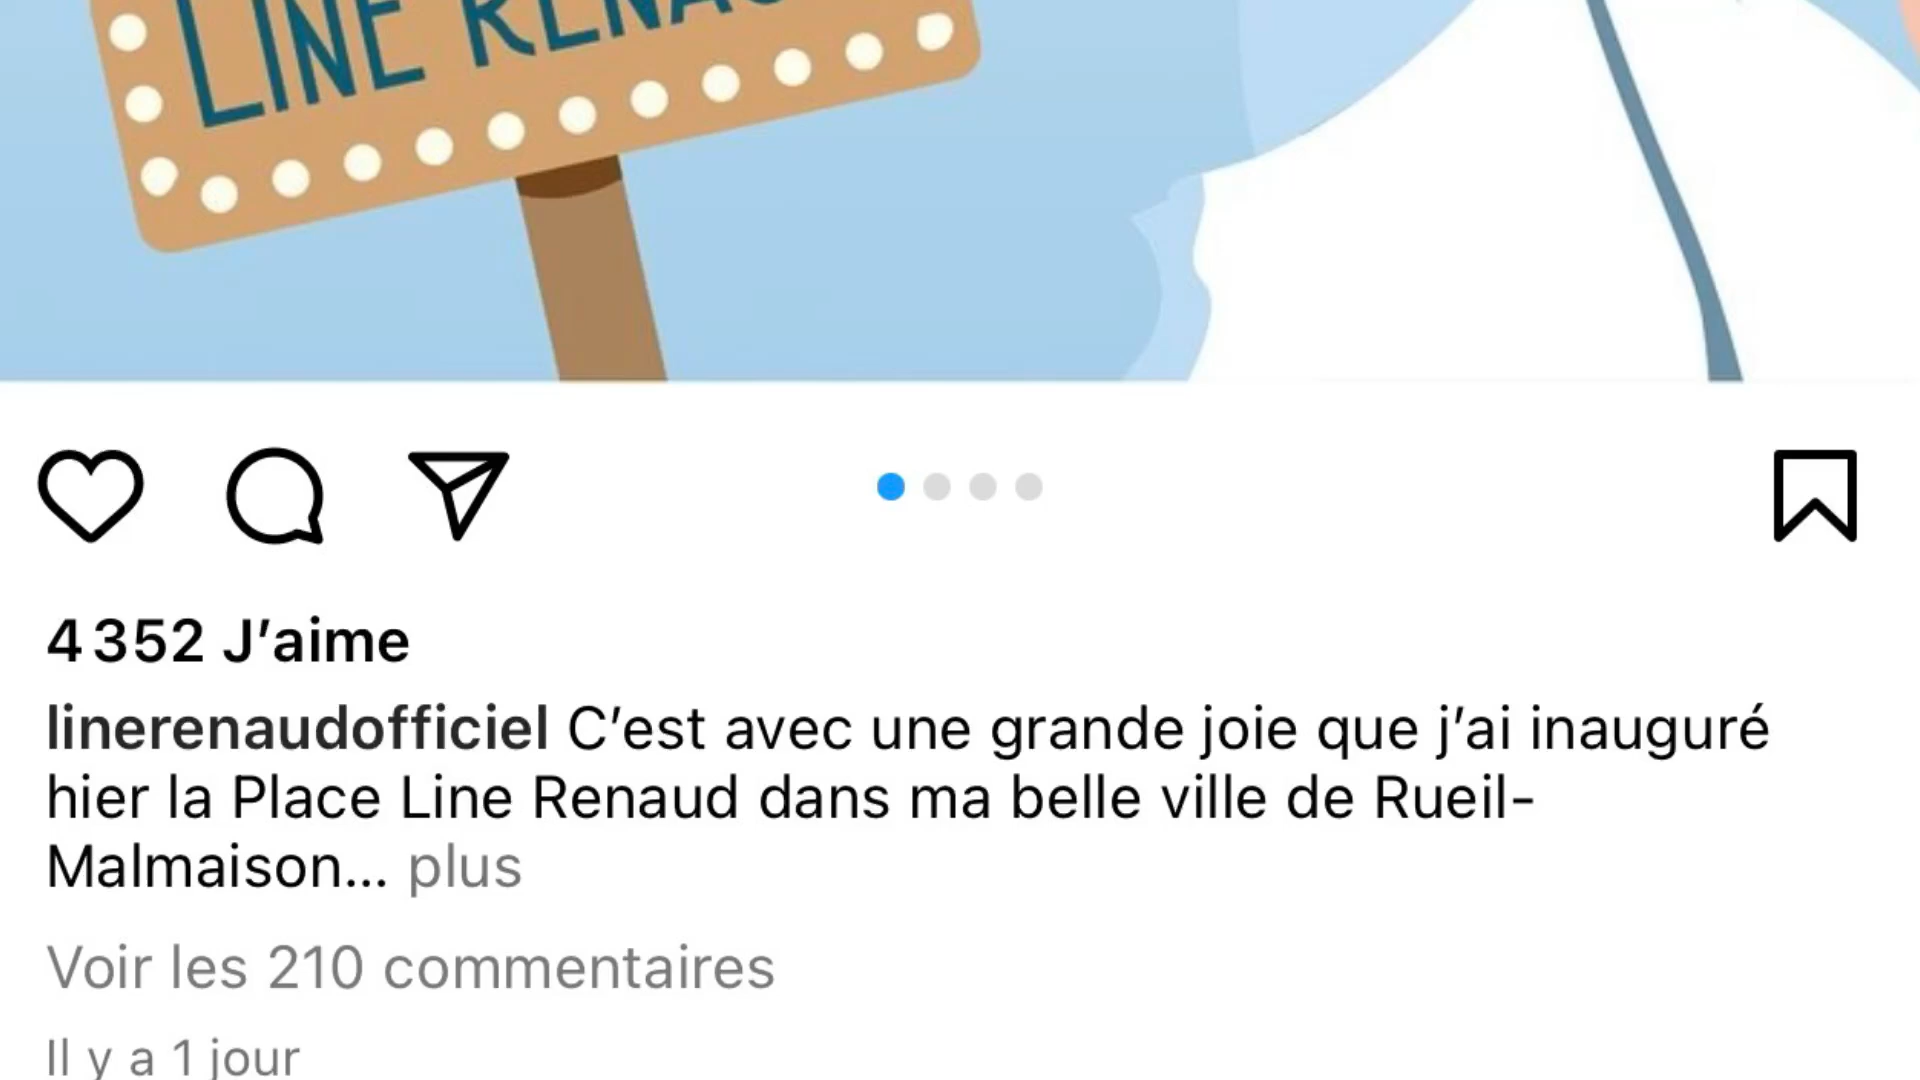 LINE RENAU
4 352 J’aime
linerenaudofficiel C’est avec une grande joie que j’ai inauguré
hier la Place Line Renaud dans ma belle ville de Rueil-
Malmaison... plus
Voir les 210 commentaires
Il y a 1 jour